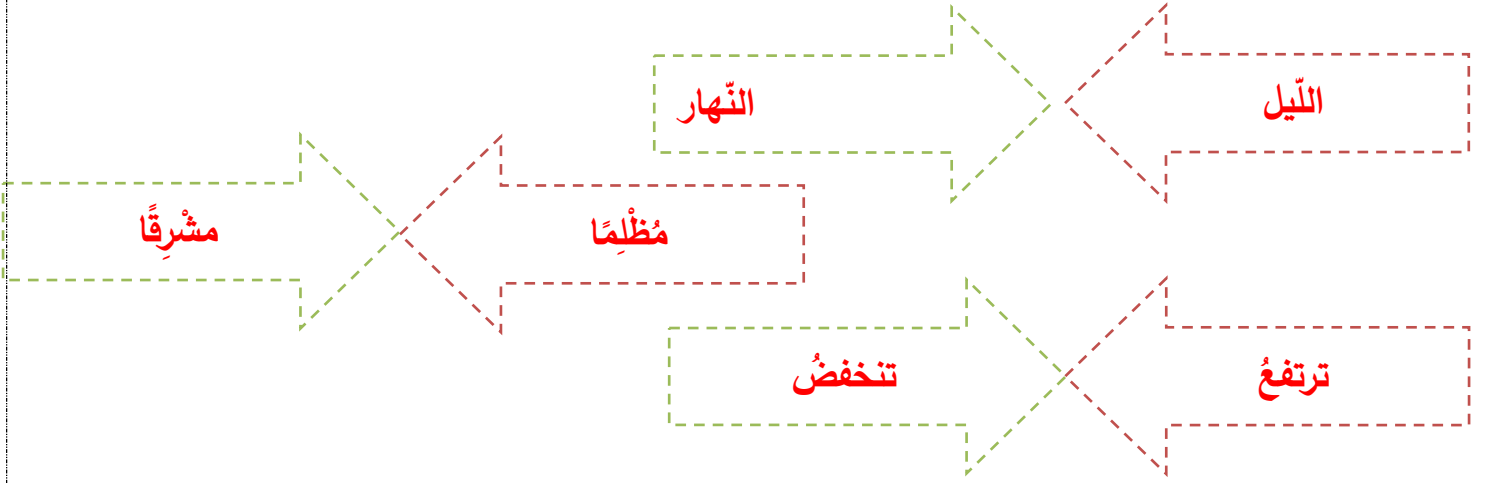 اللّيل
النّهار
مُظْلِمًا
مشْرِقًا
ترتفعُ
تنخفضُ